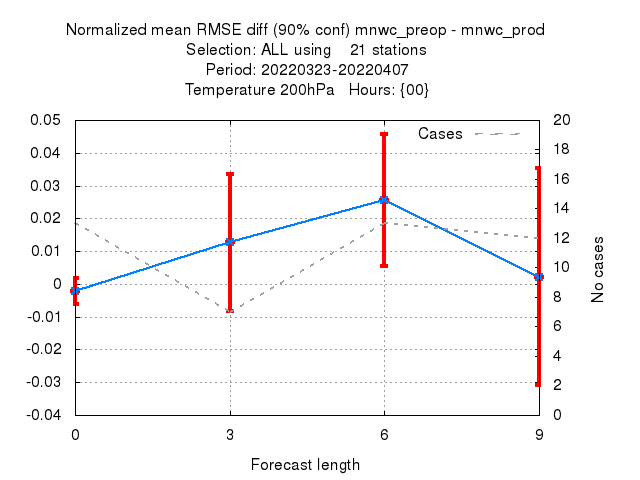 Normalized mean RMSE diff (90% conf) mnwc_preop - mnwc_prod
Selection: ALL using    21 stations
Period: 20220323-20220407
Temperature 200hPa   Hours: {00}
Cases
0.05
0.04
0.03
0.02
0.01
0
-0.01
-0.02
-0.03
-0.04
20
18
16
14
12
10
8
6
4
2
0
No cases
0 3 6 9
Forecast length